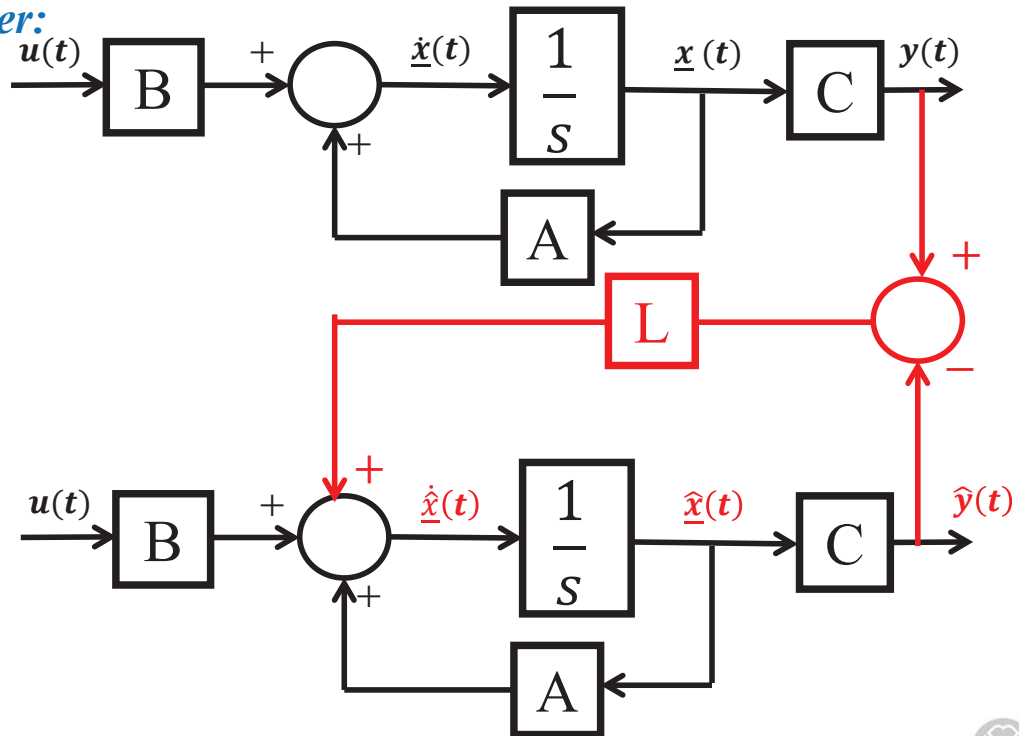 er:
u(t) B + ẋ(t) 1/s x(t) C y(t)
+
A
+
L
−
+
u(t) B + x̂̇(t) 1/s x̂(t) C ŷ(t)
+
A